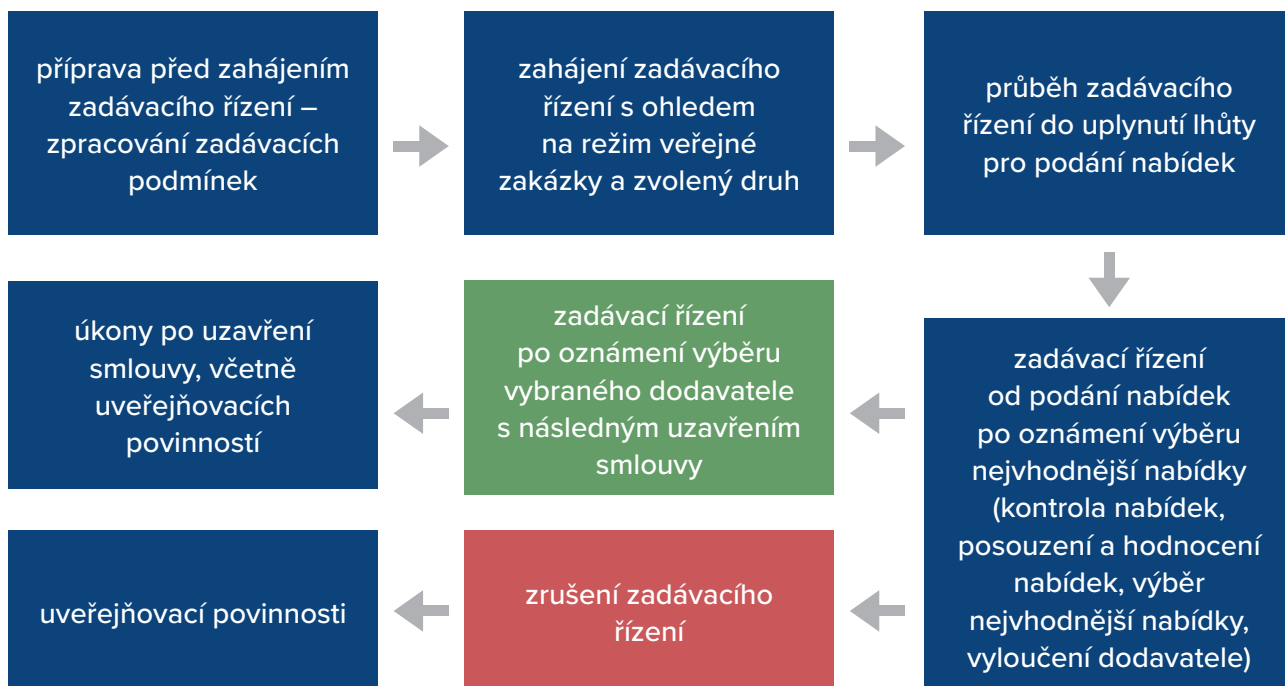 příprava před zahájením
zadávacího řízení –
zpracování zadávacích
podmínek
zahájení zadávacího
řízení s ohledem
na režim veřejné
zakázky a zvolený druh
průběh zadávacího
řízení do uplynutí lhůty
pro podání nabídek
zadávací řízení
od podání nabídek
po oznámení výběru
nejvhodnější nabídky
(kontrola nabídek,
posouzení a hodnocení
nabídek, výběr
nejvhodnější nabídky,
vyloučení dodavatele)
zadávací řízení
po oznámení výběru
vybraného dodavatele
s následným uzavřením
smlouvy
úkony po uzavření
smlouvy, včetně
uveřejňovacích
povinností
zrušení zadávacího
řízení
uveřejňovací povinnosti